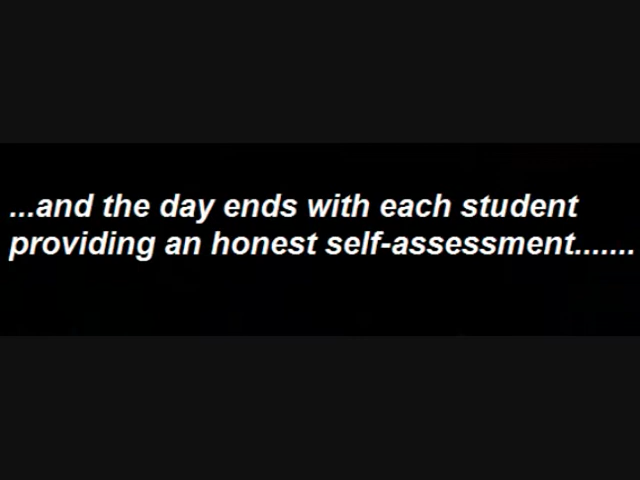 ...and the day ends with each student
providing an honest self-assessment.......